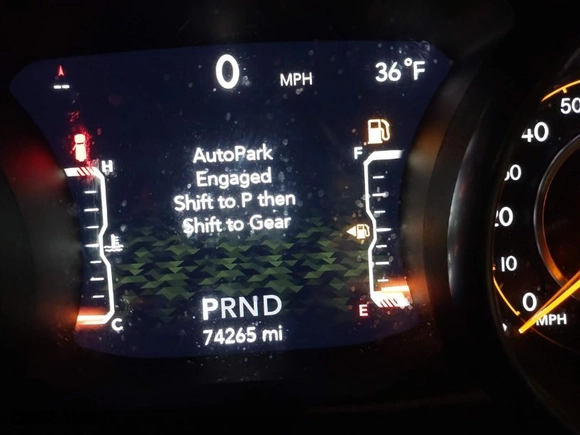 0 MPH 36°F
H
F
AutoPark
Engaged
Shift to P then
Shift to Gear
C
E
PRND
74265 mi
50
40
20
10
0
MPH